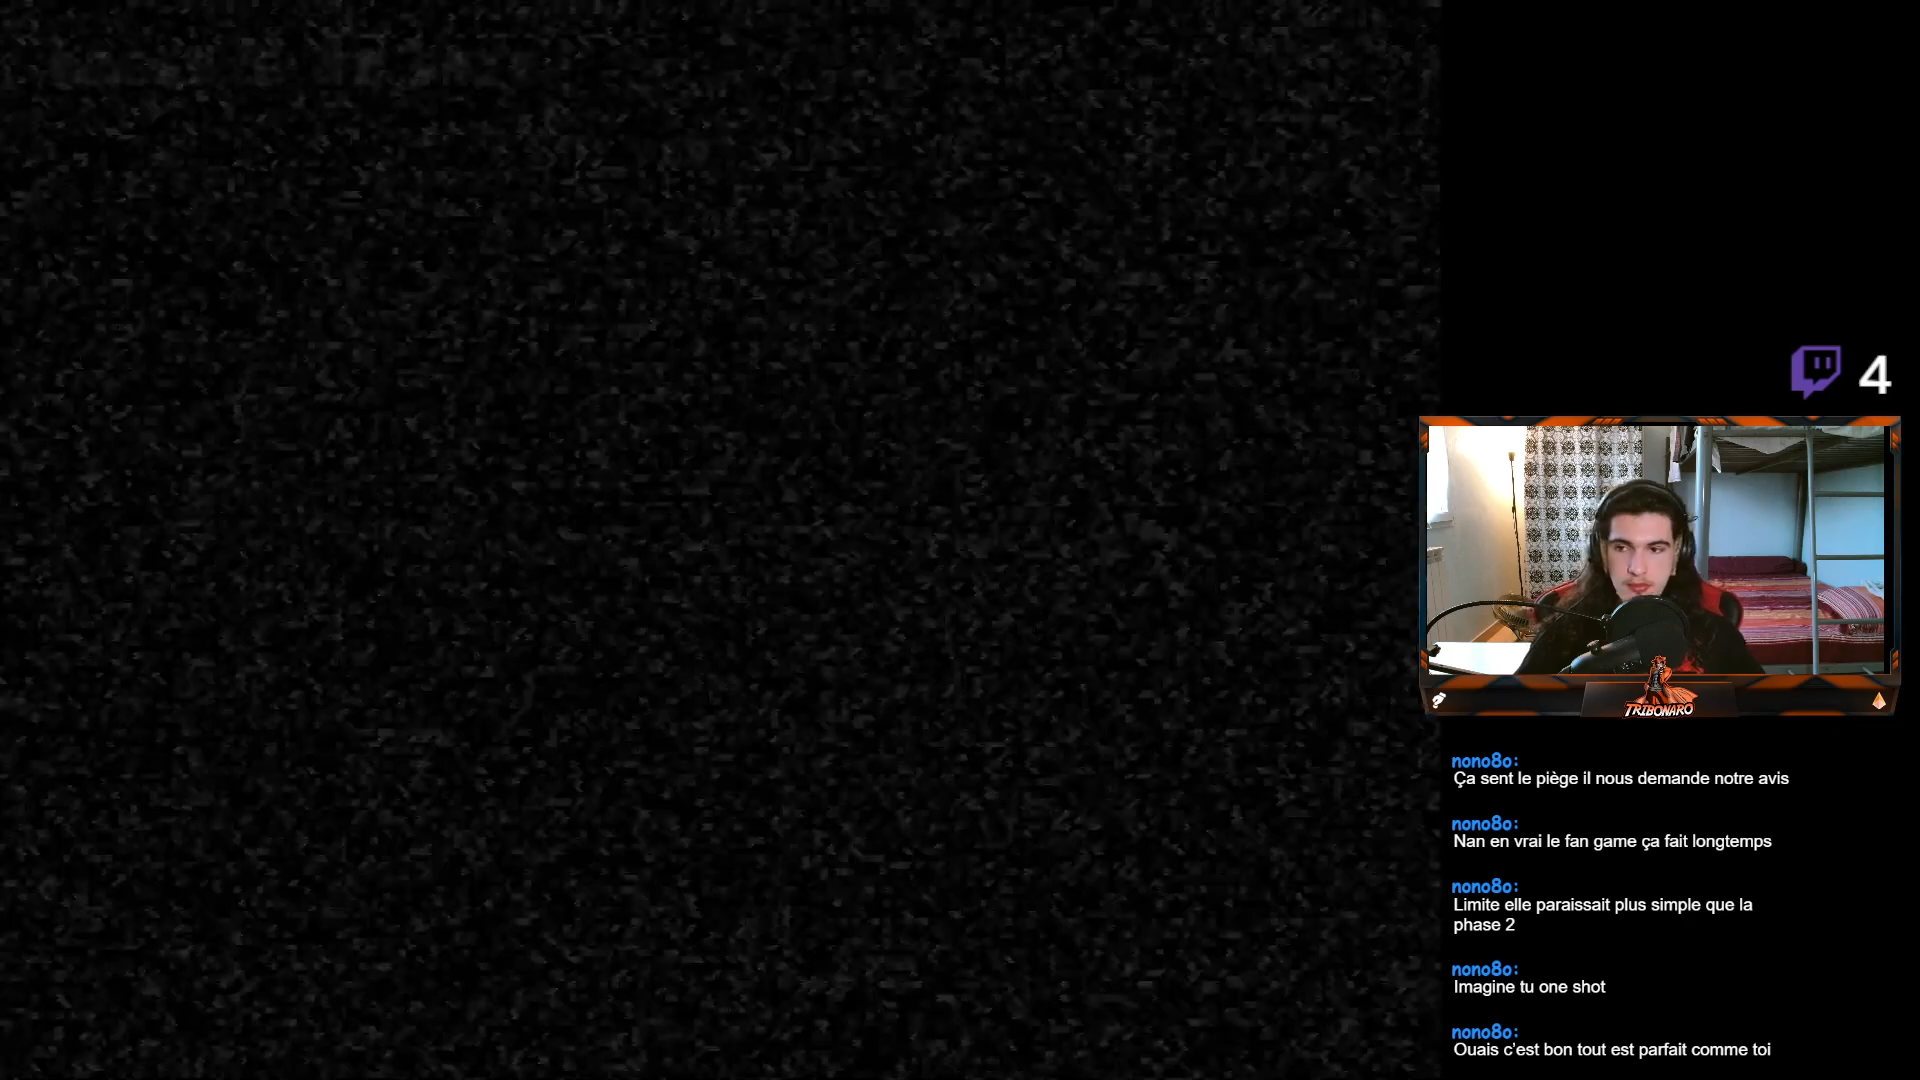 4
TRIBONARO
nono8o:
Ça sent le piège il nous demande notre avis
nono8o:
Nan en vrai le fan game ça fait longtemps
nono8o:
Limite elle paraissait plus simple que la
phase 2
nono8o:
Imagine tu one shot
nono8o:
Ouais c'est bon tout est parfait comme toi